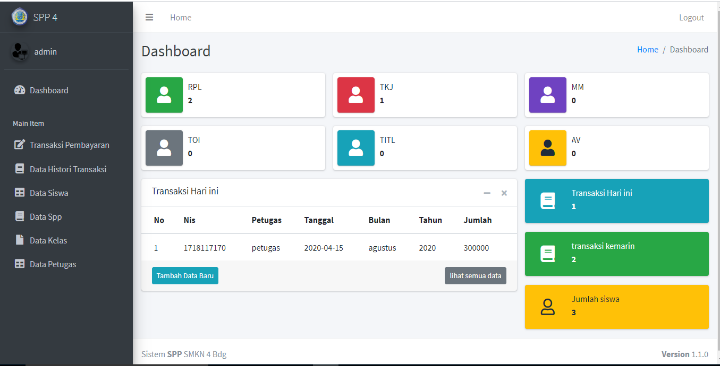 SPP 4
Home
Logout
admin
Dashboard
Home / Dashboard
Dashboard
Main Item
Transaksi Pembayaran
Data Histori Transaksi
Data Siswa
Data Spp
Data Kelas
Data Petugas
RPL
2
TKJ
1
MM
0
TOI
0
TITL
0
AV
0
Transaksi Hari ini
No Nis Petugas Tanggal Bulan Tahun Jumlah
1 1718117170 petugas 2020-04-15 agustus 2020 300000
Tambah Data Baru
lihat semua data
Transaksi Hari ini
1
transaksi kemarin
2
Jumlah siswa
3
Sistem SPP SMKN 4 Bdg
Version 1.1.0